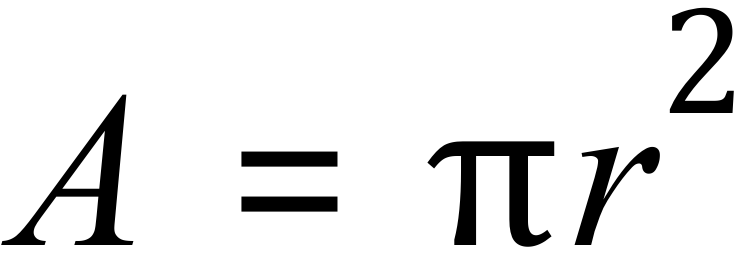 A = πr²